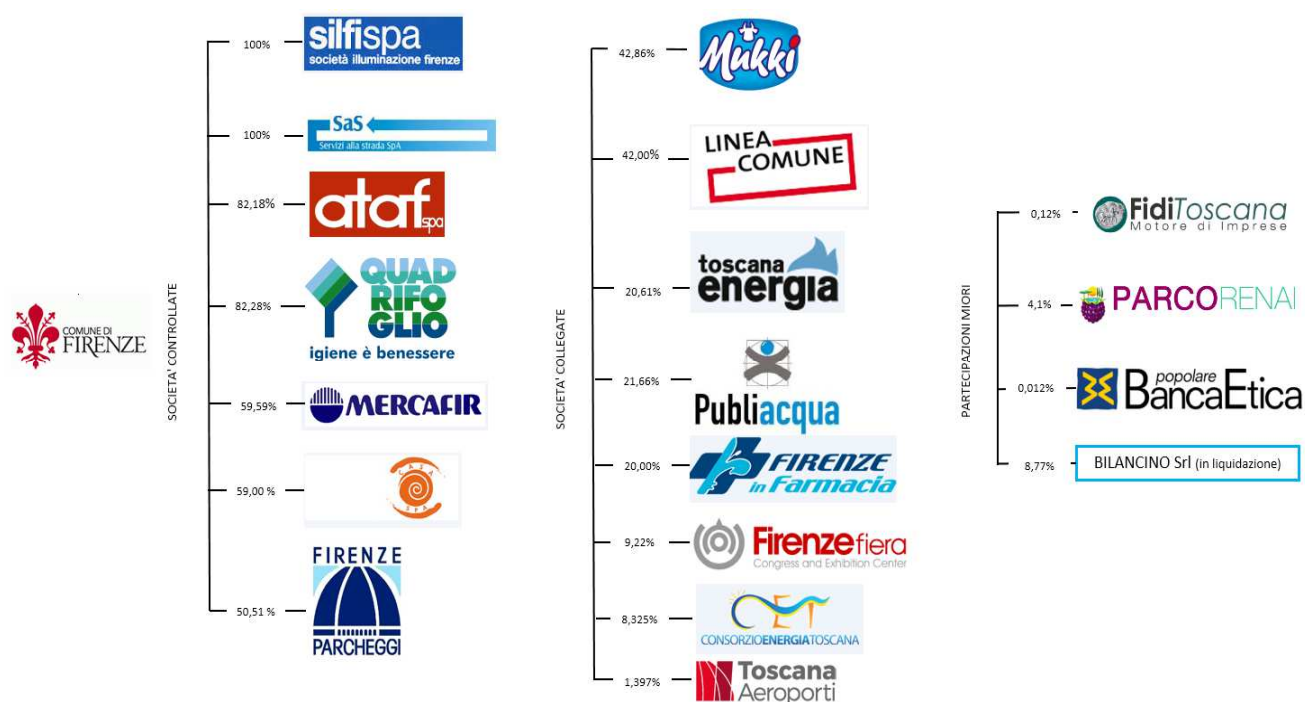 COMUNE DI
FIRENZE
SOCIETA' CONTROLLATE
100%
silfispa
società illuminazione firenze
100%
SaS
Servizi alla strada SpA
82,18%
ataf spa
82,28%
QUAD
RIFO
GLIO
igiene è benessere
59,59%
MERCAFIR
59,00 %
CASA
SPA
50,51 %
FIRENZE
PARCHEGGI
SOCIETA' COLLEGATE
42,86%
Mukki
42,00%
LINEA
COMUNE
20,61%
toscana
energia
21,66%
Publiacqua
20,00%
FIRENZE
in Farmacia
9,22%
Firenze fiera
Congress and Exhibition Center
8,325%
CET
CONSORZIOENERGIATOSCANA
1,397%
Toscana
Aeroporti
PARTECIPAZIONI MIORI
0,12%
FidiToscana
Motore di Imprese
4,1%
PARCORENAI
0,012%
popolare
BancaEtica
8,77%
BILANCINO Srl (in liquidazione)